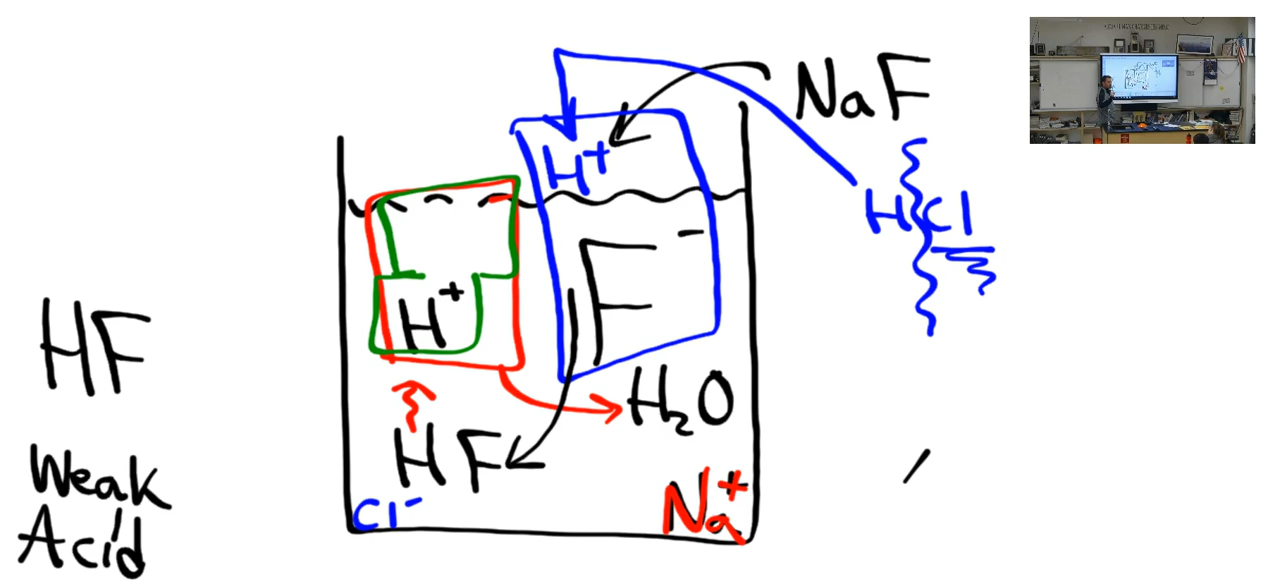 NaF
H+
HCl
F-
H+
HF
H2O
HF
Weak
Acid
Cl-
Na+